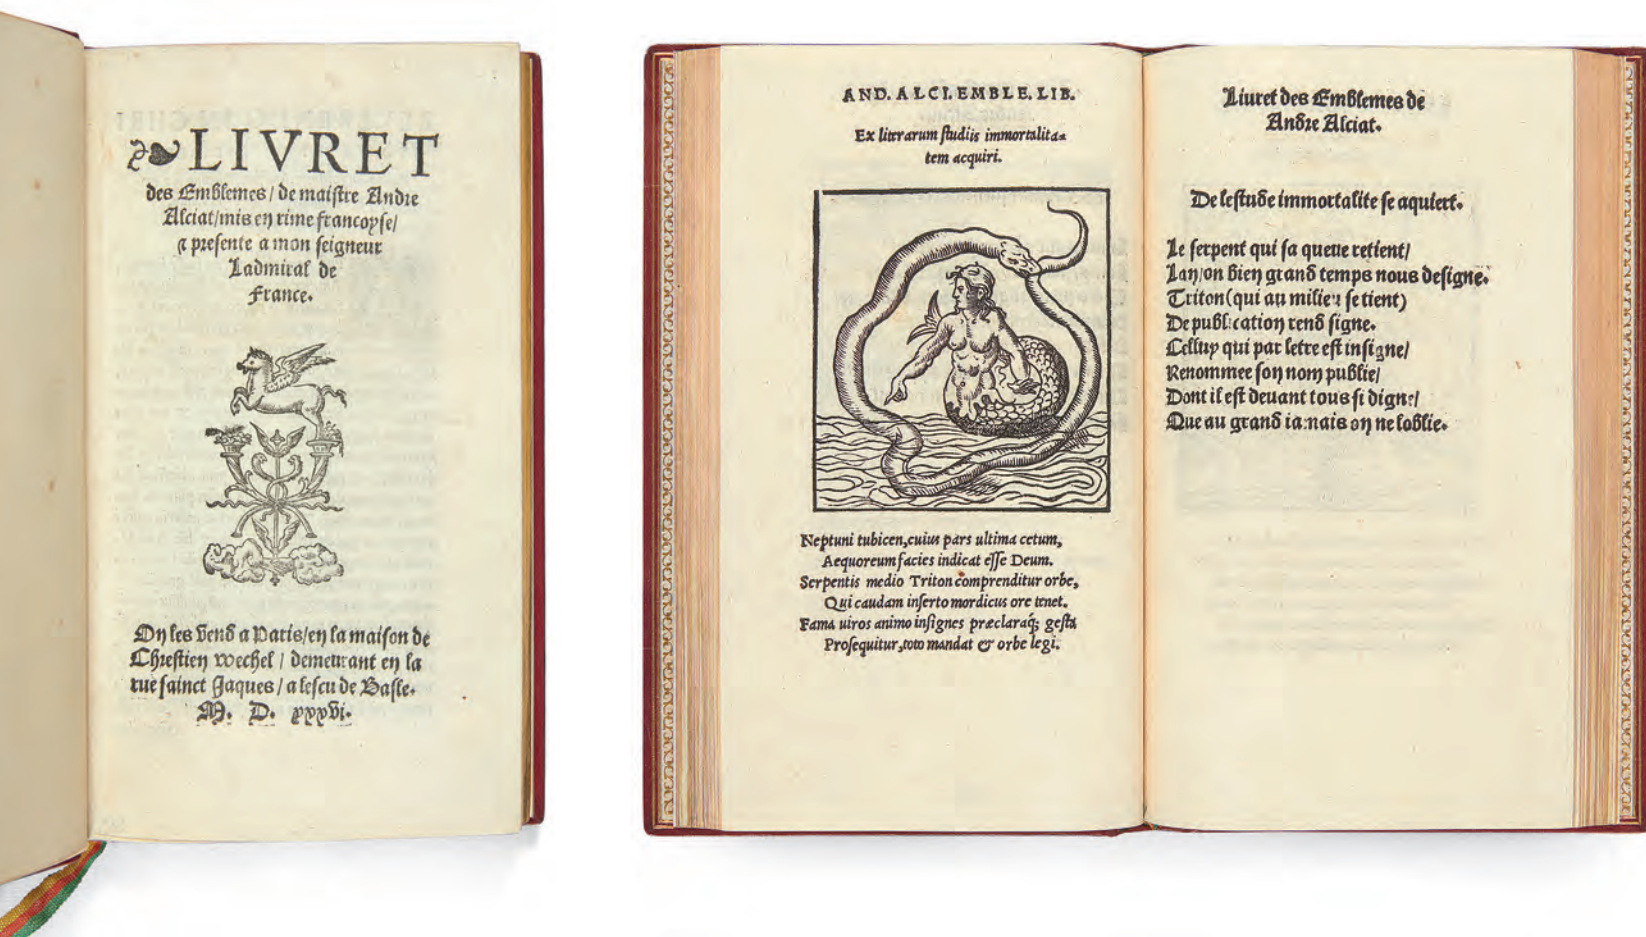 LIVRET
des Emblemes / de maistre Andre
Alciat/mis en rime francoyse/
⁊ presente a mon seigneur
Ladmiral de
France.
On les vend a Paris/en la maison de
Chrestien wechel / demeurant en la
rue sainct Jaques / a lescu de Basle.
M. D. xxxvi.
AND. ALCI. EMBLE. LIB.
Ex literarum studiis immortalita-
tem acquiri.
Neptuni tubicen, cuius pars ultima cetum,
Aequoreum facies indicat esse Deum.
Serpentis medio Triton comprenditur orbe,
Qui caudam inserto mordicus ore tenet.
Fama uiros animo insignes præclaraq; gesta
Prosequitur, toto mandat & orbe legi.
Liuret des Emblemes de
Andre Alciat.
De lestude immortalite se aquiert.
Le serpent qui sa queue retient/
Lan/on bien grand temps nous designe.
Triton (qui au milieu se tient)
De publication rend signe.
Celluy qui par letre est insigne/
Renommee son nom publie/
Dont il est deuant tous si digne/
Que au grand iamais on ne loblie.